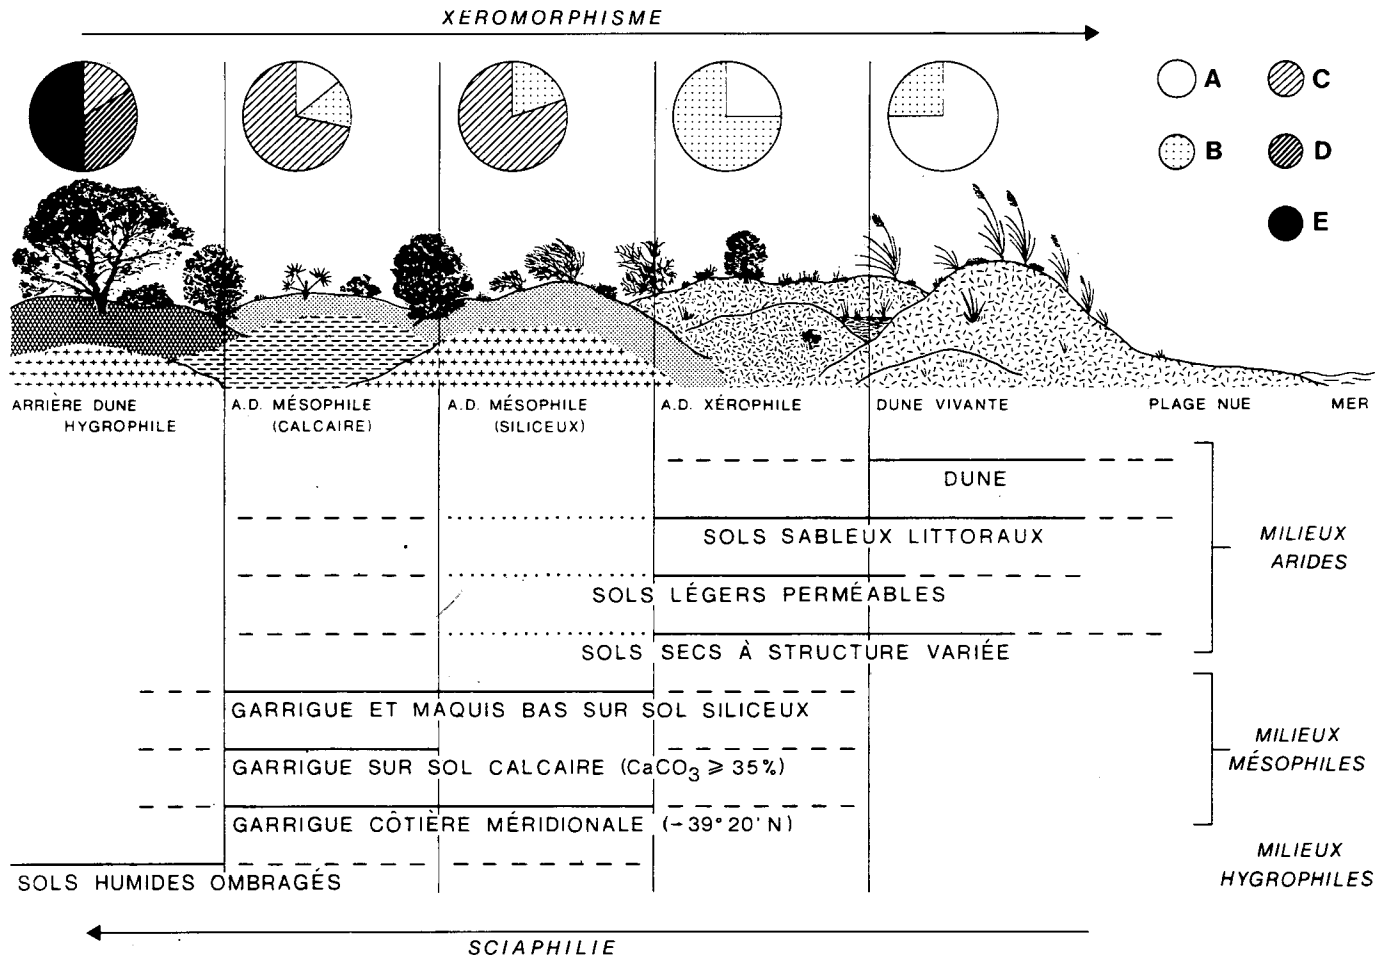 XÉROMORPHISME
A
C
B
D
E
ARRIÈRE DUNE
HYGROPHILE
A.D. MÉSOPHILE
(CALCAIRE)
A.D. MÉSOPHILE
(SILICEUX)
A.D. XÉROPHILE
DUNE VIVANTE
PLAGE NUE
MER
DUNE
SOLS SABLEUX LITTORAUX
SOLS LÉGERS PERMÉABLES
SOLS SECS À STRUCTURE VARIÉE
MILIEUX
ARIDES
GARRIGUE ET MAQUIS BAS SUR SOL SILICEUX
GARRIGUE SUR SOL CALCAIRE (CaCO₃ ⩾ 35%)
GARRIGUE CÔTIÈRE MÉRIDIONALE (-39°20'N)
MILIEUX
MÉSOPHILES
SOLS HUMIDES OMBRAGÉS
MILIEUX
HYGROPHILES
SCIAPHILIE